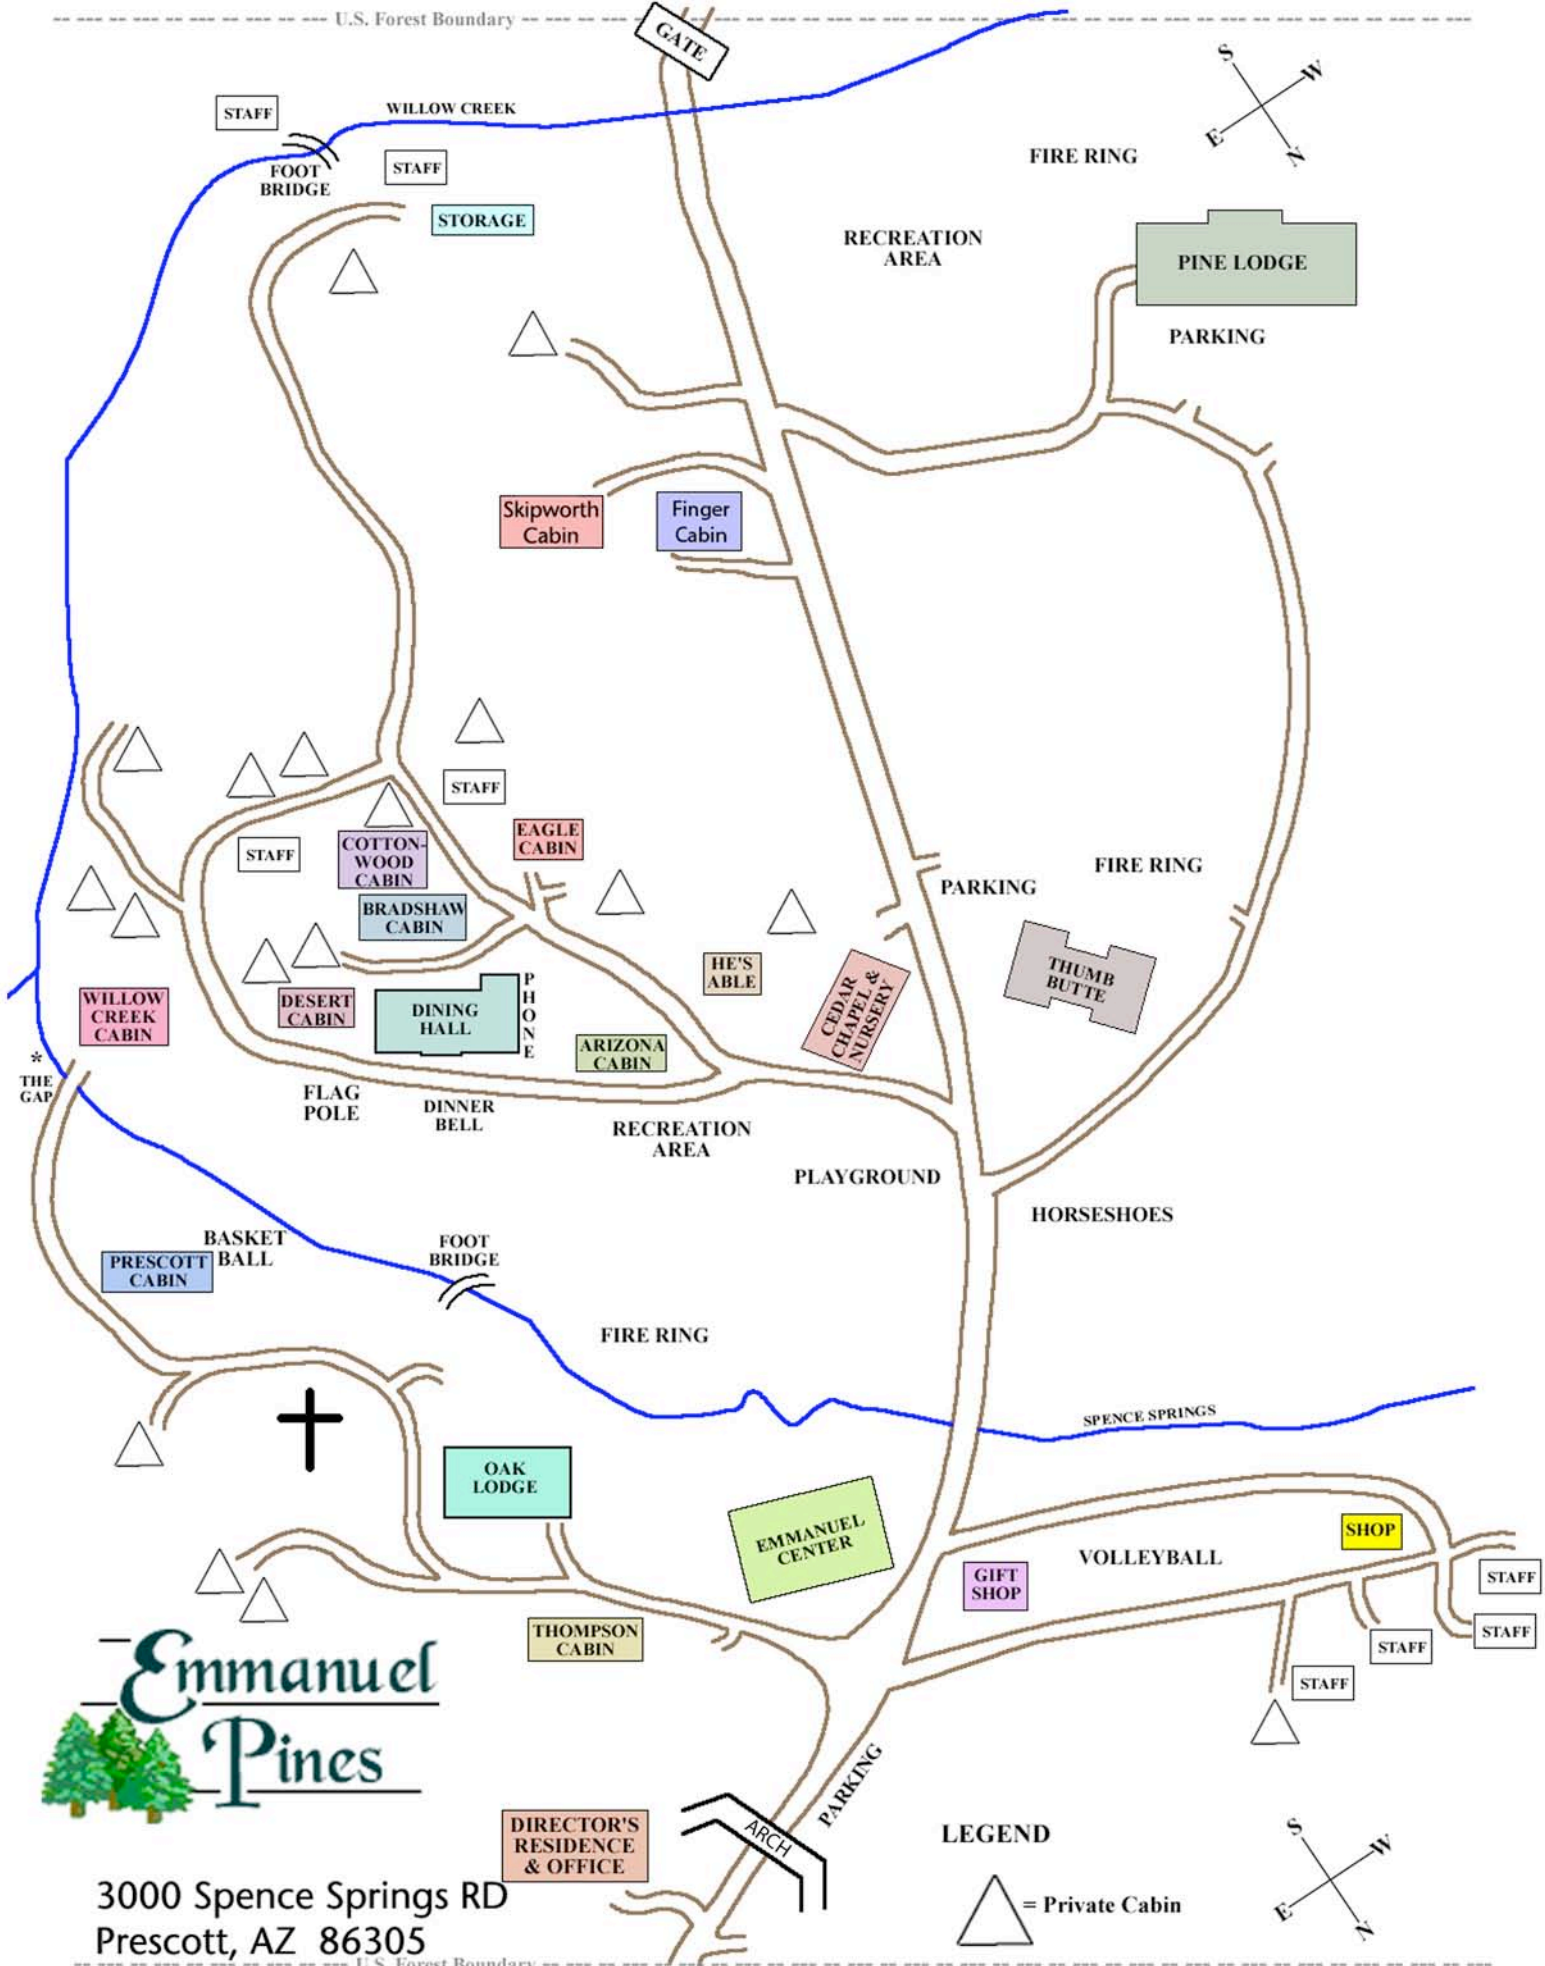 U.S. Forest Boundary
GATE
S
W
E
N
STAFF
WILLOW CREEK
FOOT
BRIDGE
STAFF
STORAGE
FIRE RING
RECREATION
AREA
PINE LODGE
PARKING
Skipworth
Cabin
Finger
Cabin
STAFF
STAFF
COTTON-
WOOD
CABIN
EAGLE
CABIN
BRADSHAW
CABIN
PARKING
FIRE RING
HE'S
ABLE
CEDAR
CHAPEL &
NURSERY
THUMB
BUTTE
WILLOW
CREEK
CABIN
DESERT
CABIN
DINING
HALL
PHONE
ARIZONA
CABIN
*
THE
GAP
FLAG
POLE
DINNER
BELL
RECREATION
AREA
PLAYGROUND
HORSESHOES
BASKET
BALL
PRESCOTT
CABIN
FOOT
BRIDGE
FIRE RING
SPENCE SPRINGS
OAK
LODGE
EMMANUEL
CENTER
GIFT
SHOP
VOLLEYBALL
SHOP
STAFF
STAFF
STAFF
STAFF
THOMPSON
CABIN
Emmanuel
Pines
PARKING
ARCH
DIRECTOR'S
RESIDENCE
& OFFICE
LEGEND
= Private Cabin
S
W
E
N
3000 Spence Springs RD
Prescott, AZ 86305
U.S. Forest Boundary